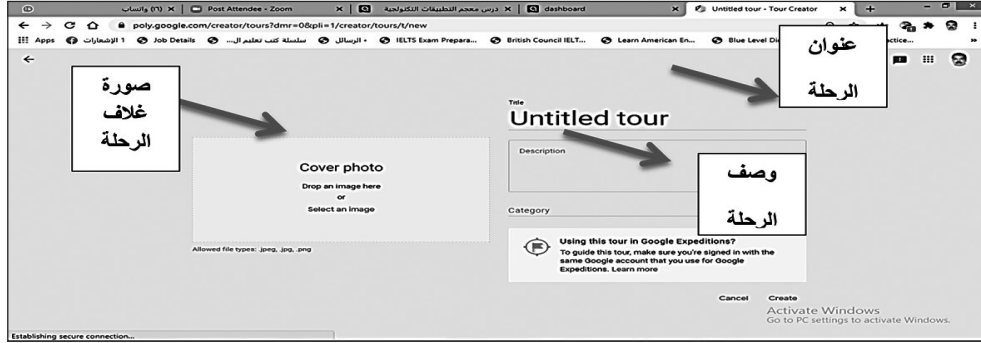 واتساب (٢٦)
Post Attendee - Zoom
درس معجم التطبيقات التكنولجية
dashboard
Untitled tour - Tour Creator
poly.google.com/creator/tours?dmr=0&pli=1/creator/tours/t/new
Apps
1 الإشعارات
Job Details
سلسلة كتب تعليم ال...
الرسائل
IELTS Exam Prepara...
British Council IELT...
Learn American En...
Blue Level
عنوان
الرحلة
صورة
غلاف
الرحلة
Title
Untitled tour
Description
وصف
الرحلة
Cover photo
Drop an image here
or
Select an image
Category
Allowed file types: .jpeg, .jpg, .png
Using this tour in Google Expeditions?
To guide this tour, make sure you're signed in with the
same Google account that you use for Google
Expeditions. Learn more
Cancel Create
Activate Windows
Go to PC settings to activate Windows.
Establishing secure connection...